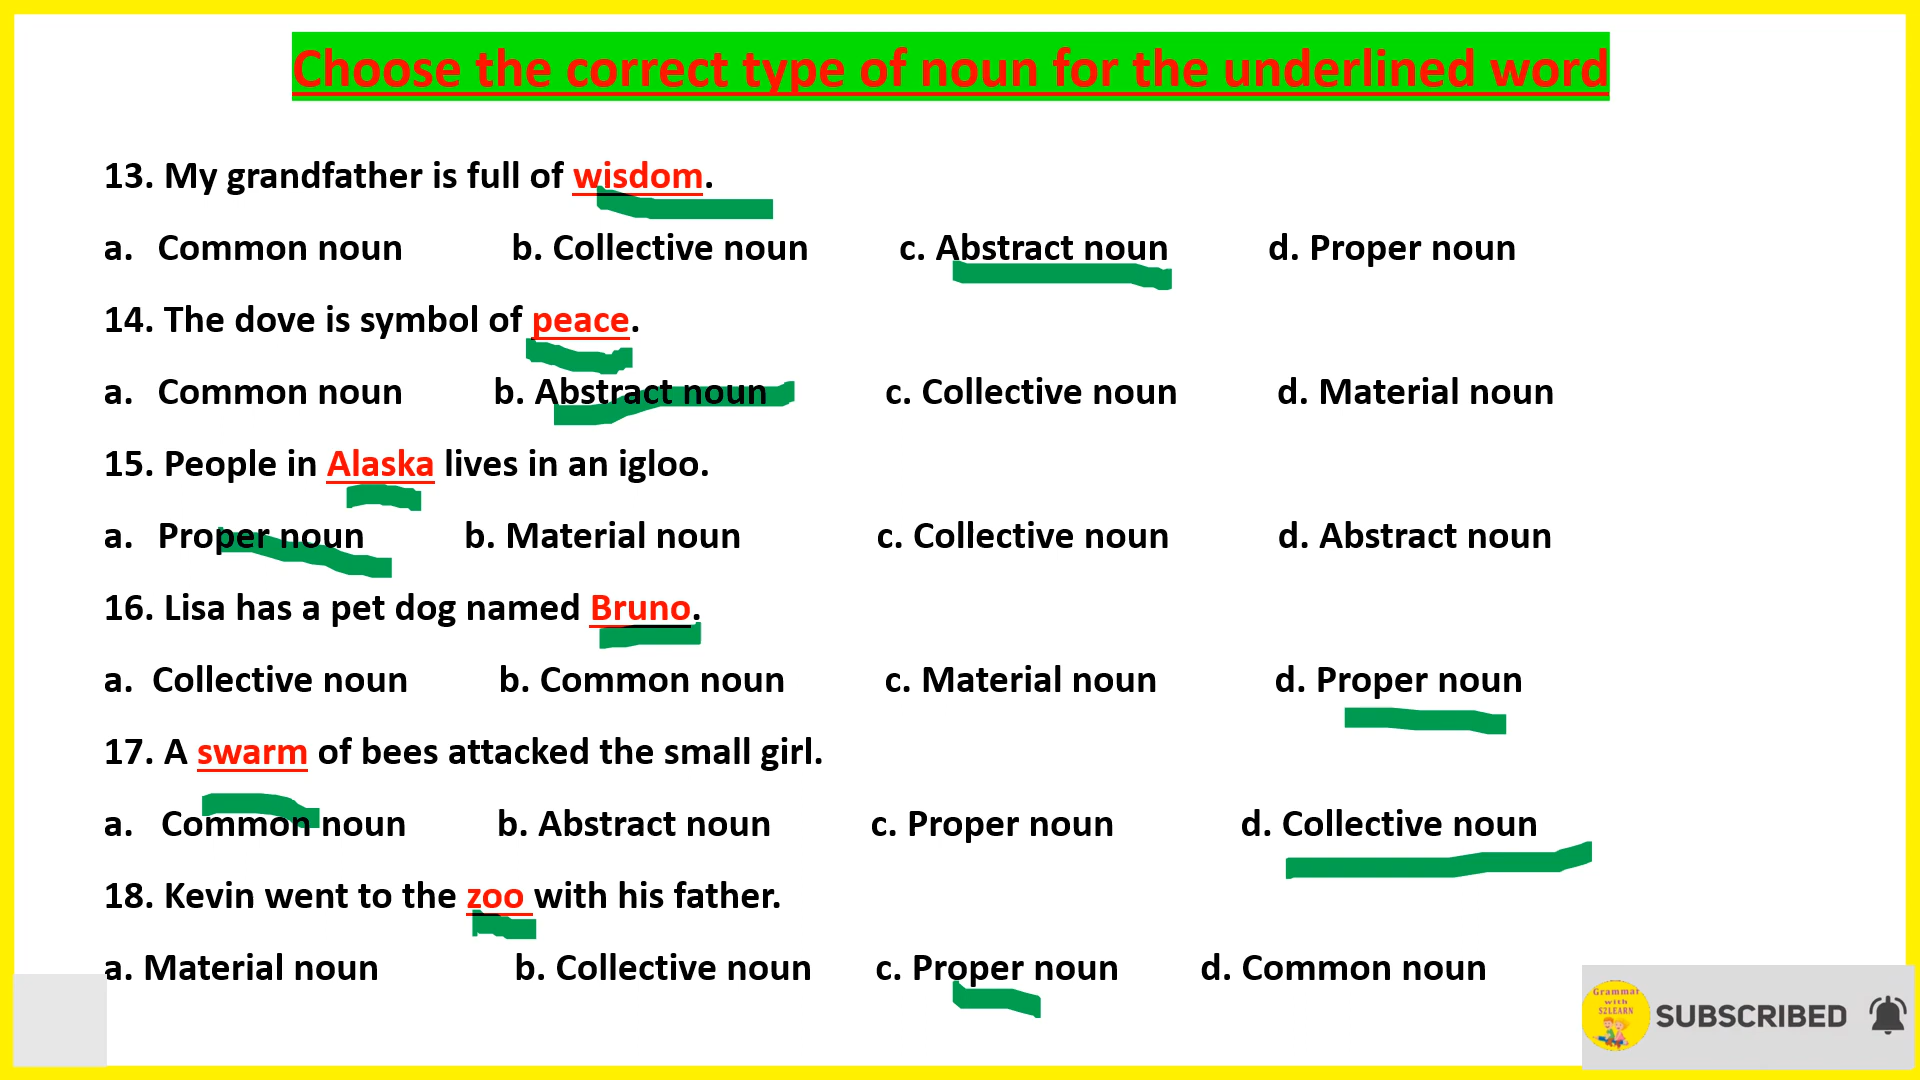 Choose the correct type of noun for the underlined word
13. My grandfather is full of wisdom.
a. Common noun b. Collective noun c. Abstract noun d. Proper noun
14. The dove is symbol of peace.
a. Common noun b. Abstract noun c. Collective noun d. Material noun
15. People in Alaska lives in an igloo.
a. Proper noun b. Material noun c. Collective noun d. Abstract noun
16. Lisa has a pet dog named Bruno.
a. Collective noun b. Common noun c. Material noun d. Proper noun
17. A swarm of bees attacked the small girl.
a. Common noun b. Abstract noun c. Proper noun d. Collective noun
18. Kevin went to the zoo with his father.
a. Material noun b. Collective noun c. Proper noun d. Common noun
Grammar
with
S2LEARN
SUBSCRIBED